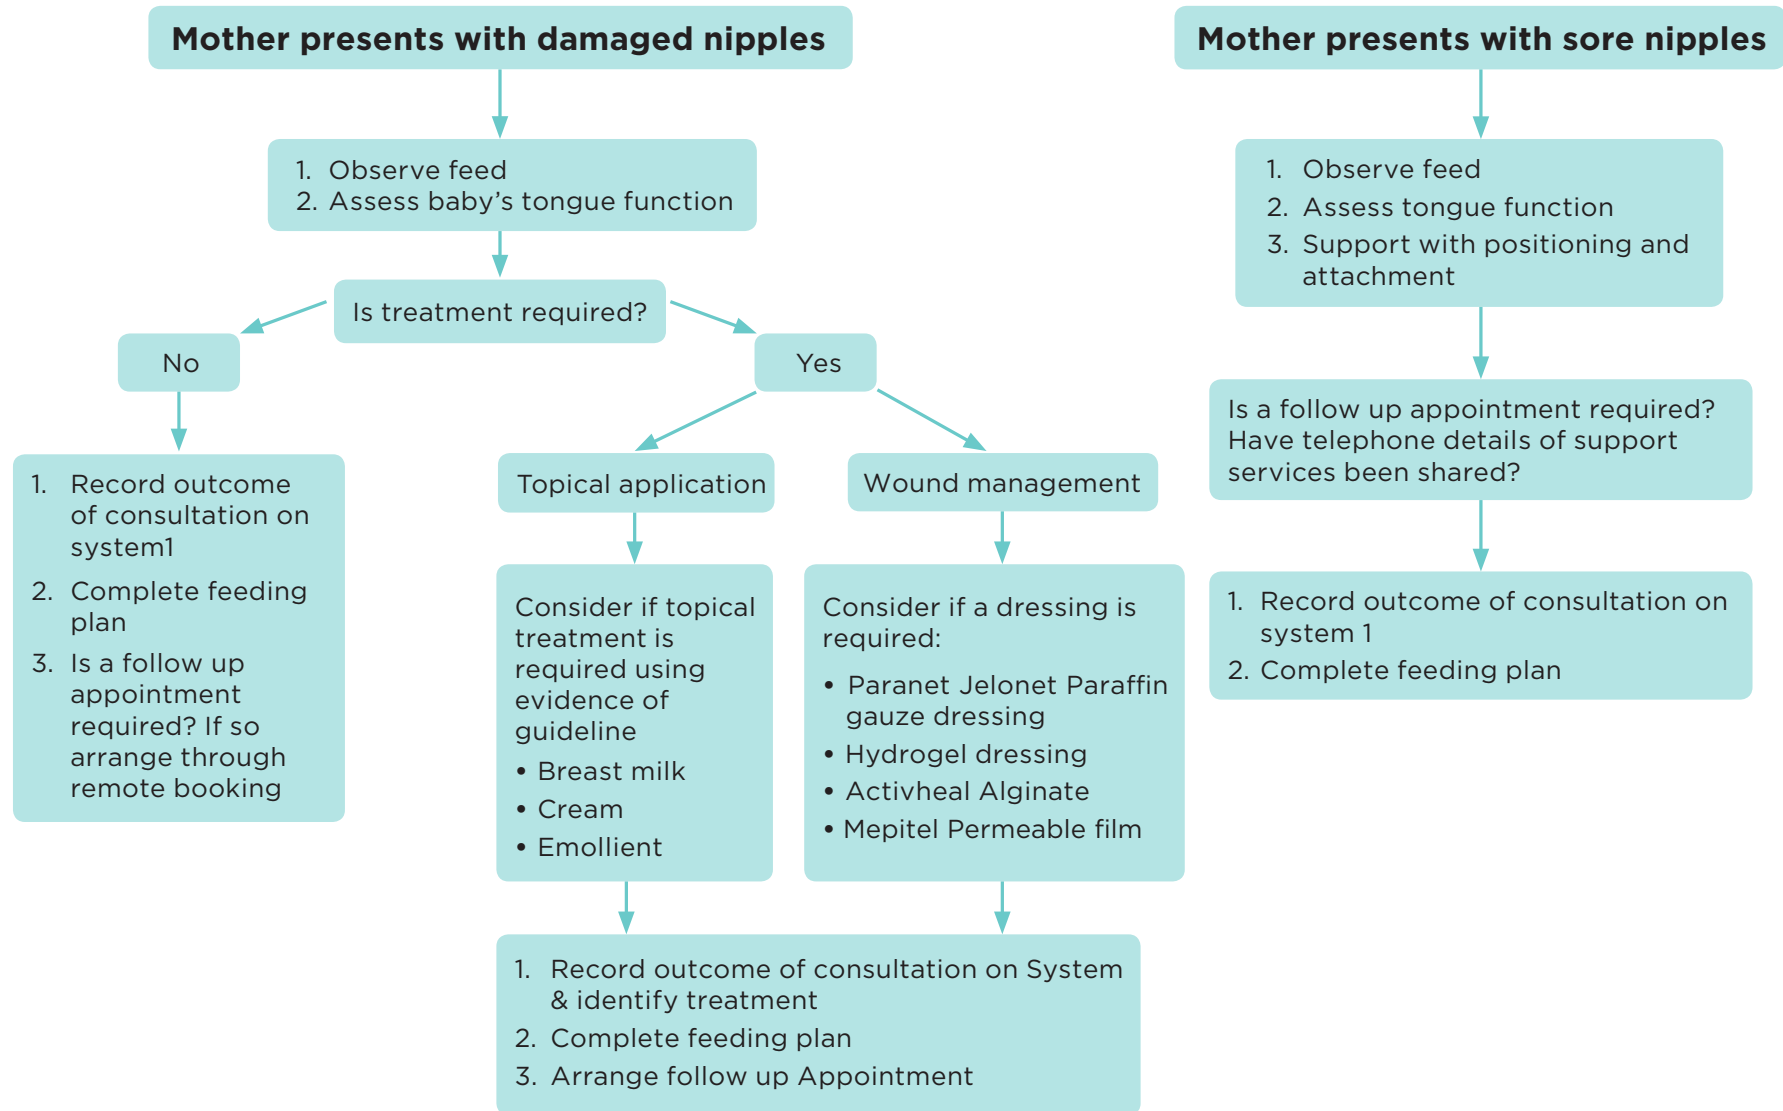 Mother presents with damaged nipples
1. Observe feed
2. Assess baby's tongue function
Is treatment required?
No
Yes
1. Record outcome
of consultation on
system1
2. Complete feeding
plan
3. Is a follow up
appointment
required? If so
arrange through
remote booking
Topical application
Wound management
Consider if topical
treatment is
required using
evidence of
guideline
• Breast milk
• Cream
• Emollient
Consider if a dressing is
required:
• Paranet Jelonet Paraffin
gauze dressing
• Hydrogel dressing
• Activheal Alginate
• Mepitel Permeable film
1. Record outcome of consultation on System
& identify treatment
2. Complete feeding plan
3. Arrange follow up Appointment
Mother presents with sore nipples
1. Observe feed
2. Assess tongue function
3. Support with positioning and
attachment
Is a follow up appointment required?
Have telephone details of support
services been shared?
1. Record outcome of consultation on
system 1
2. Complete feeding plan